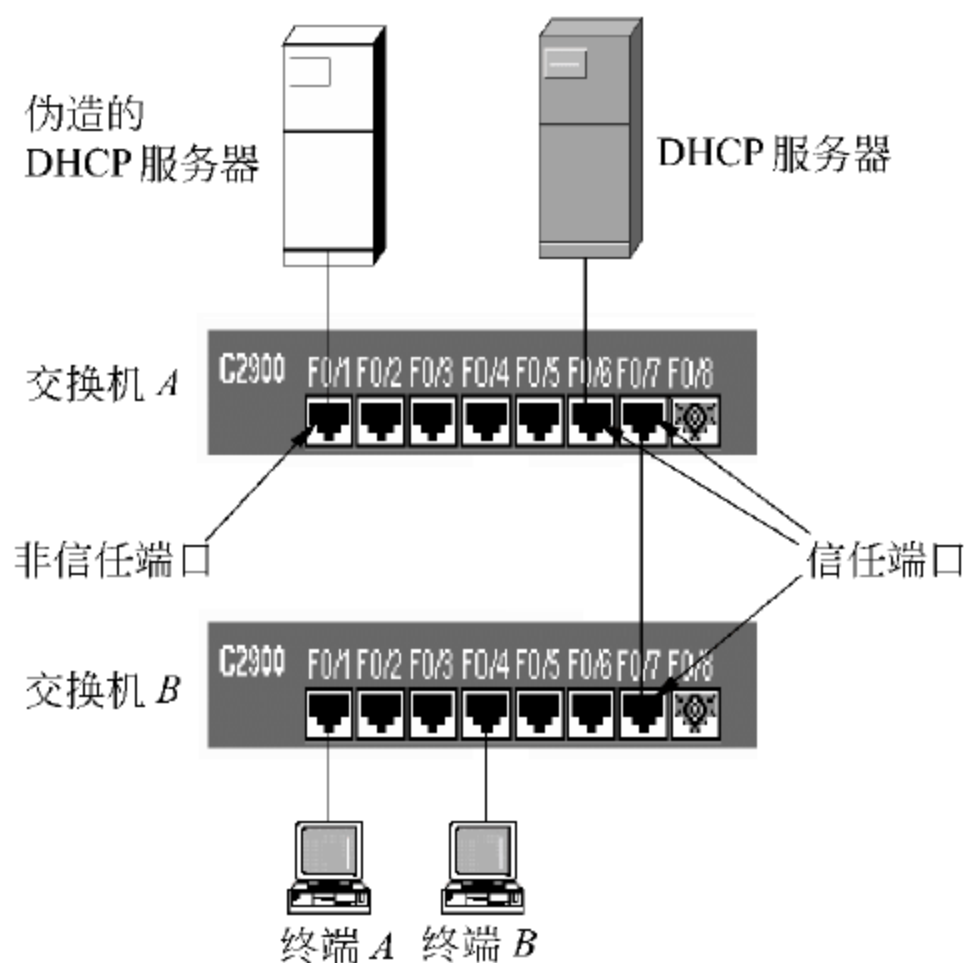 伪造的
DHCP 服务器
DHCP 服务器
交换机 A
C2900 F0/1 F0/2 F0/3 F0/4 F0/5 F0/6 F0/7 F0/8
非信任端口
信任端口
交换机 B
C2900 F0/1 F0/2 F0/3 F0/4 F0/5 F0/6 F0/7 F0/8
终端 A 终端 B